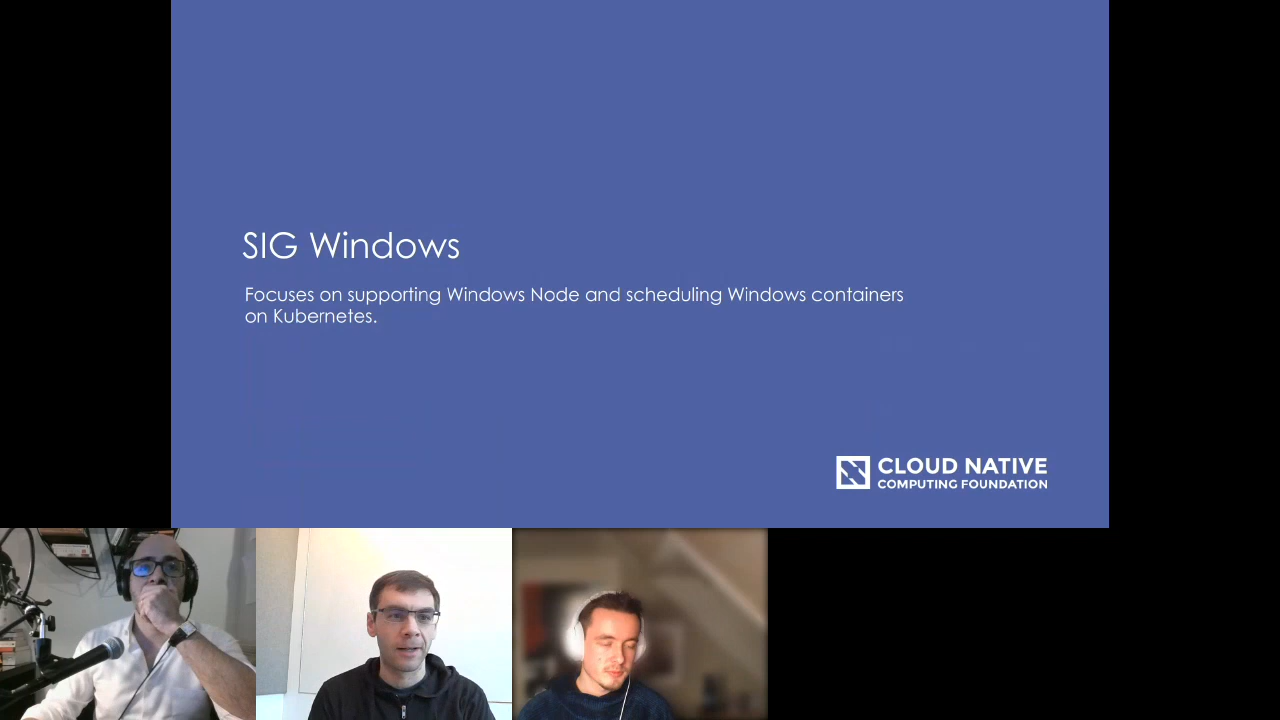 SIG Windows
Focuses on supporting Windows Node and scheduling Windows containers
on Kubernetes.
CLOUD NATIVE
COMPUTING FOUNDATION